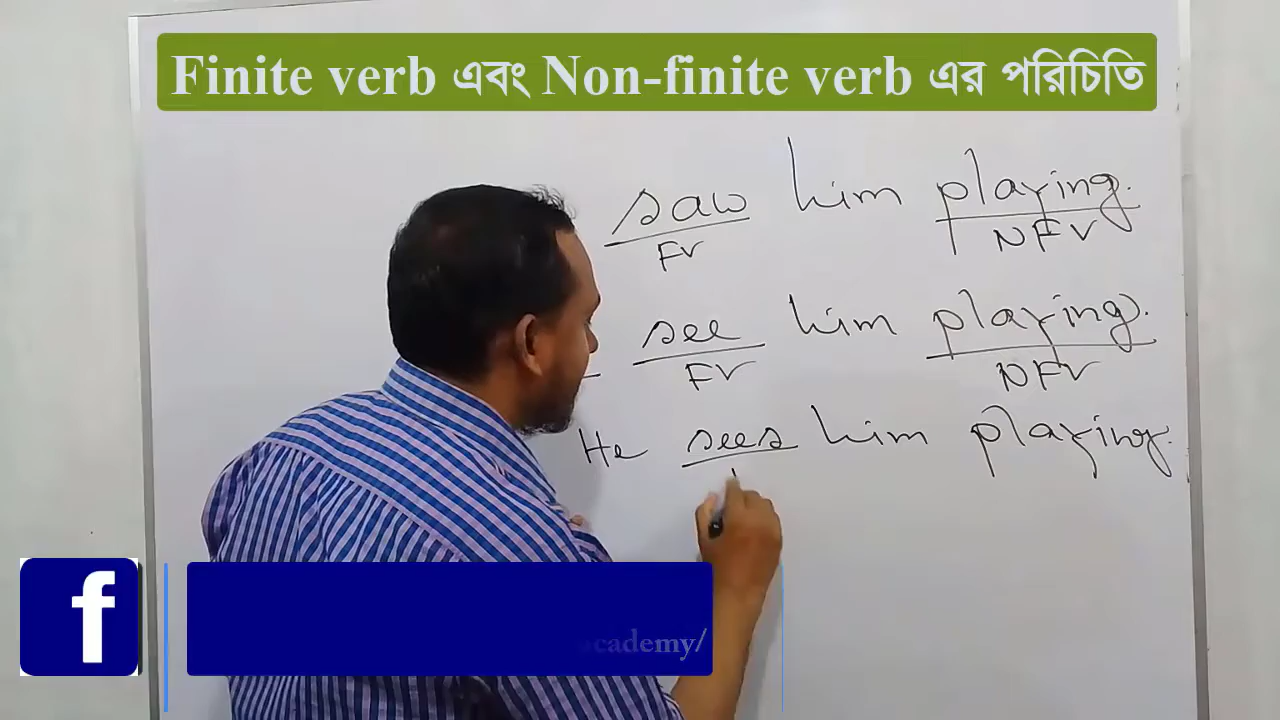 Finite verb এবং Non-finite verb এর পরিচিতি
saw him playing.
FV NFV
see him playing.
FV NFV
He sees him playing.
f
cademy/